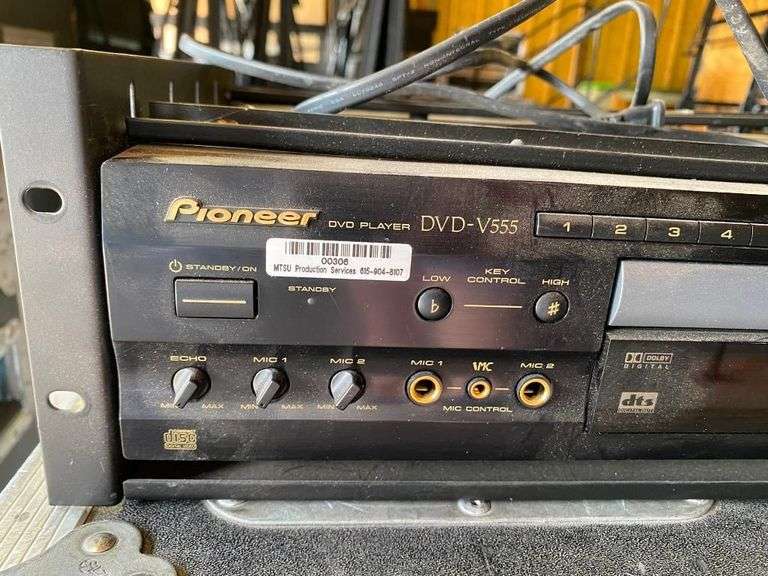 Pioneer DVD PLAYER DVD-V555
1 2 3 4
00306
MTSU Production Services 615-904-8107
STANDBY/ON
STANDBY
LOW KEY CONTROL HIGH
♭ #
ECHO MIC 1 MIC 2
MIN MAX MIN MAX MIN MAX
MIC 1 VMC MIC 2
MIC CONTROL
DOLBY
DIGITAL
dts
disc